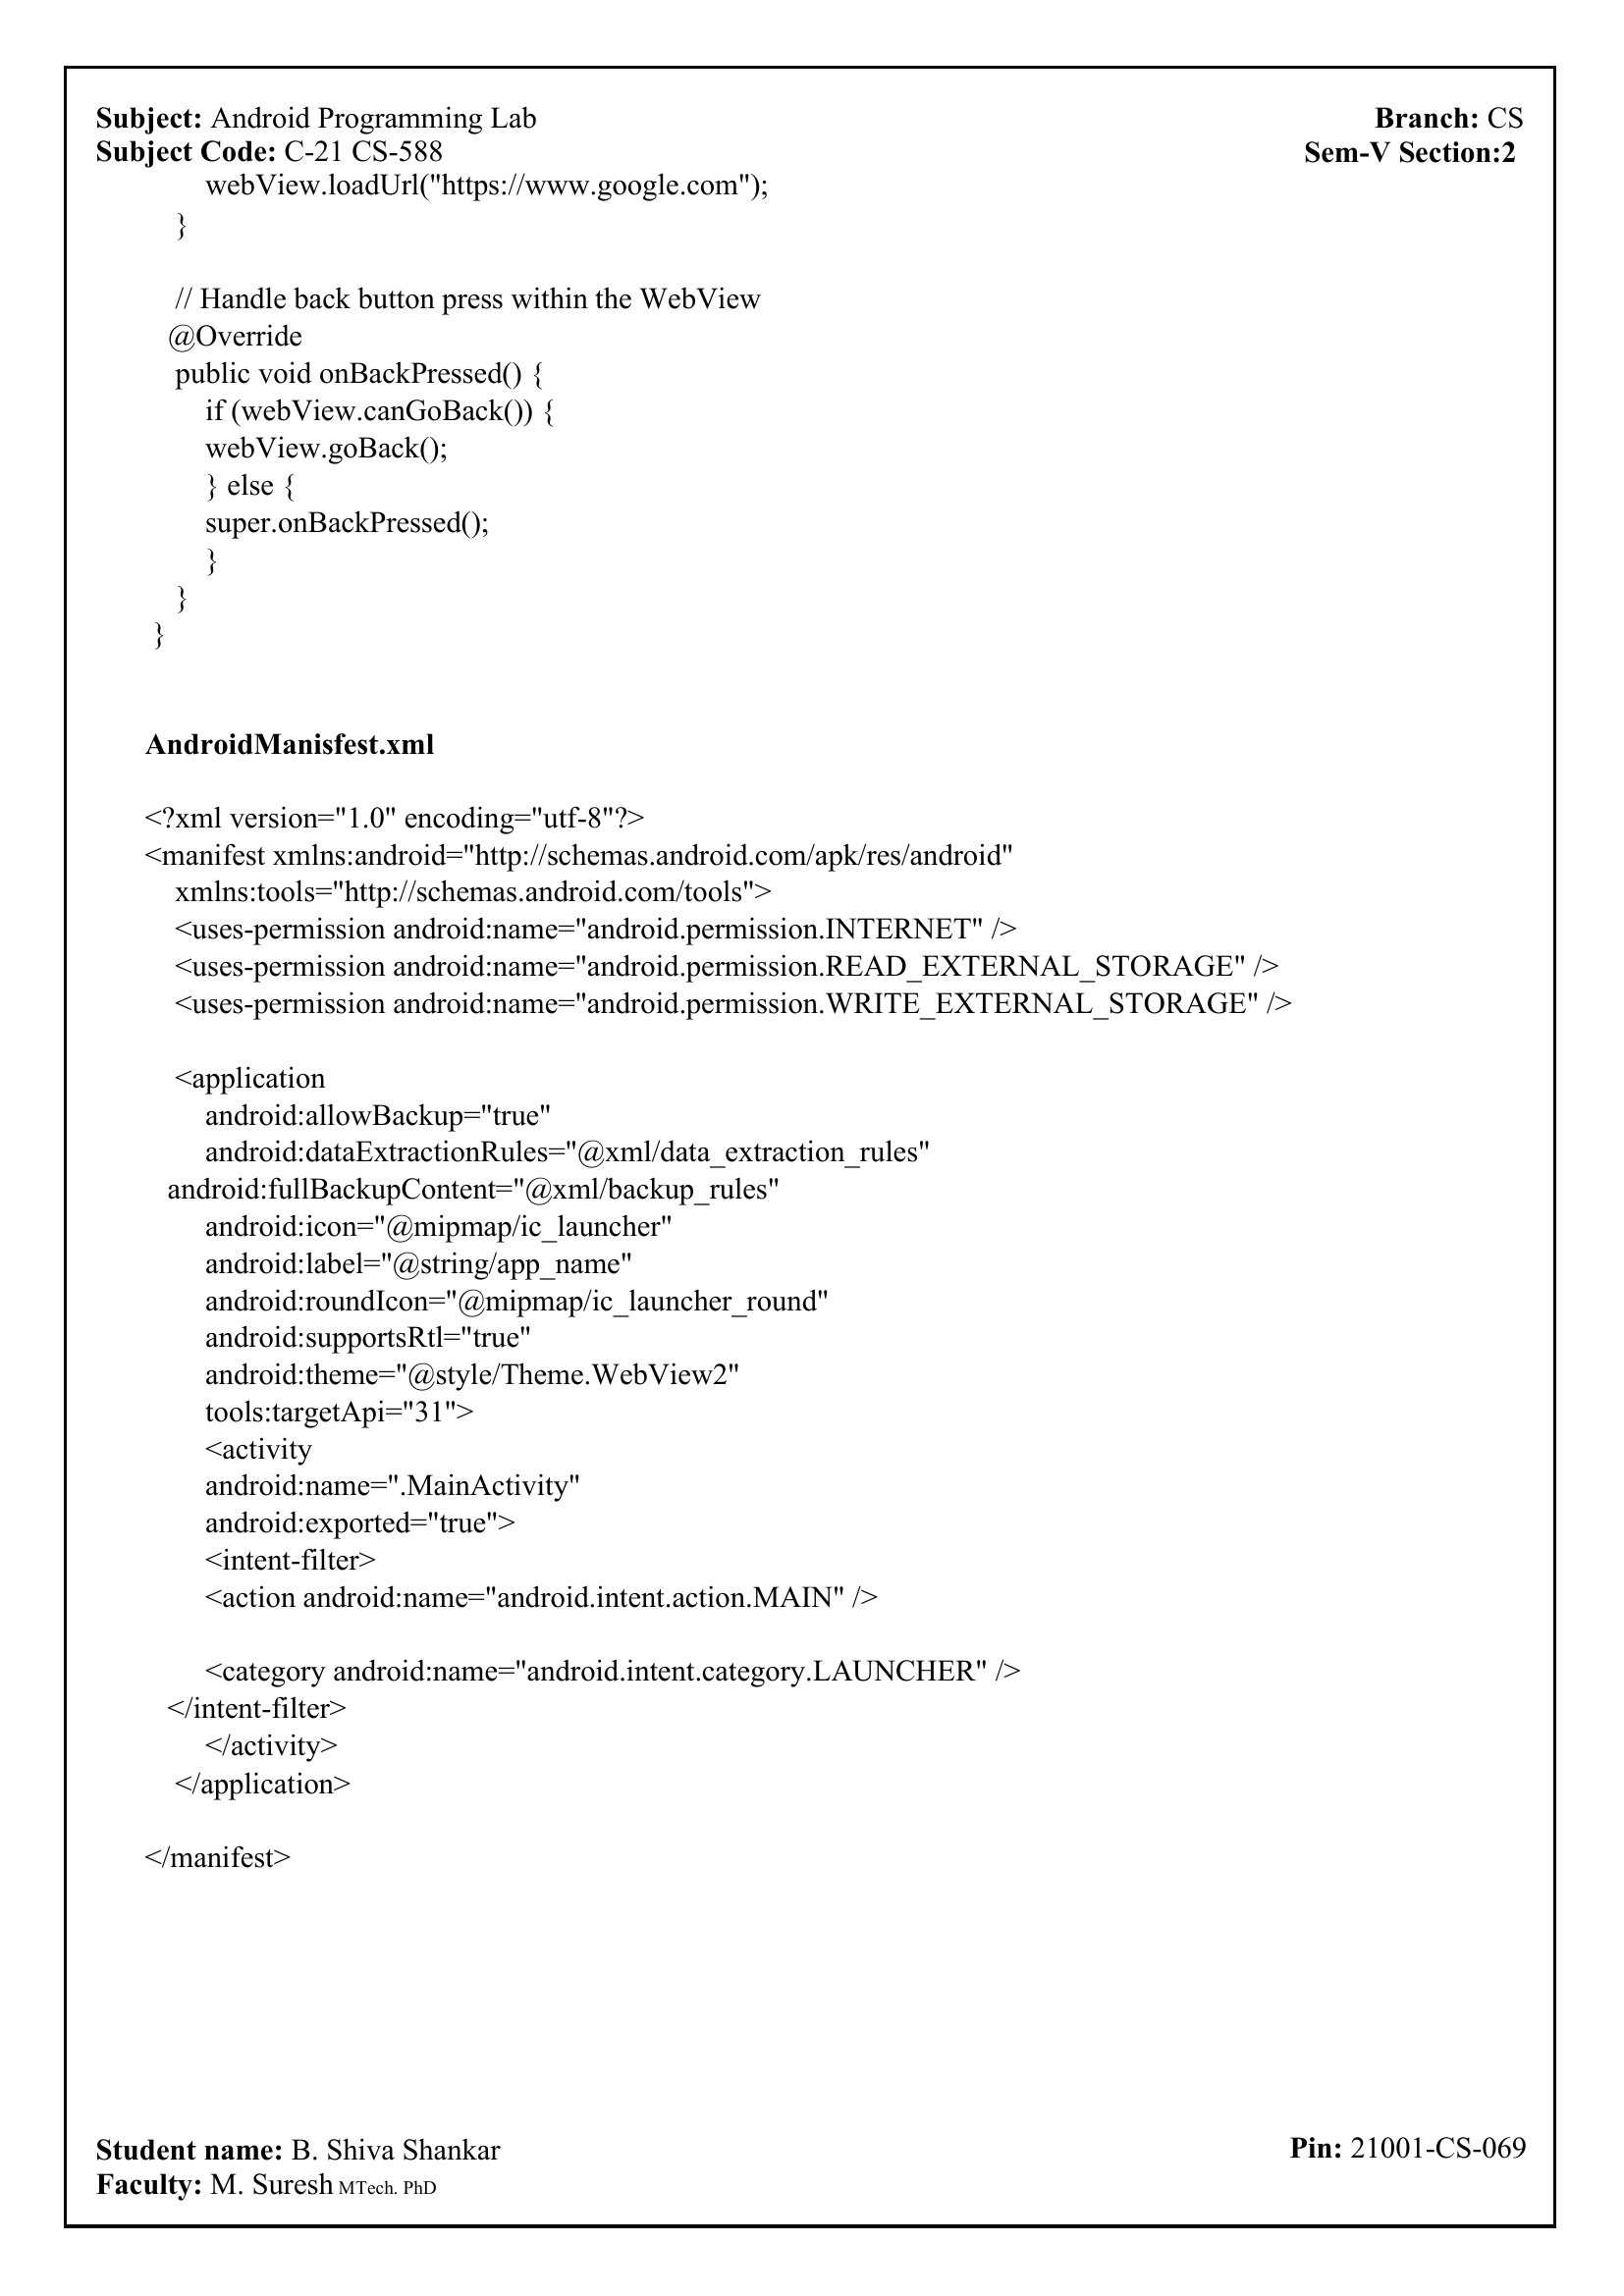 Subject: Android Programming Lab Branch: CS
Subject Code: C-21 CS-588 Sem-V Section:2
webView.loadUrl("https://www.google.com");
}
// Handle back button press within the WebView
@Override
public void onBackPressed() {
if (webView.canGoBack()) {
webView.goBack();
} else {
super.onBackPressed();
}
}
}
AndroidManisfest.xml
<?xml version="1.0" encoding="utf-8"?>
<manifest xmlns:android="http://schemas.android.com/apk/res/android"
xmlns:tools="http://schemas.android.com/tools">
<uses-permission android:name="android.permission.INTERNET" />
<uses-permission android:name="android.permission.READ_EXTERNAL_STORAGE" />
<uses-permission android:name="android.permission.WRITE_EXTERNAL_STORAGE" />
<application
android:allowBackup="true"
android:dataExtractionRules="@xml/data_extraction_rules"
android:fullBackupContent="@xml/backup_rules"
android:icon="@mipmap/ic_launcher"
android:label="@string/app_name"
android:roundIcon="@mipmap/ic_launcher_round"
android:supportsRtl="true"
android:theme="@style/Theme.WebView2"
tools:targetApi="31">
<activity
android:name=".MainActivity"
android:exported="true">
<intent-filter>
<action android:name="android.intent.action.MAIN" />
<category android:name="android.intent.category.LAUNCHER" />
</intent-filter>
</activity>
</application>
</manifest>
Student name: B. Shiva Shankar Pin: 21001-CS-069
Faculty: M. Suresh MTech. PhD